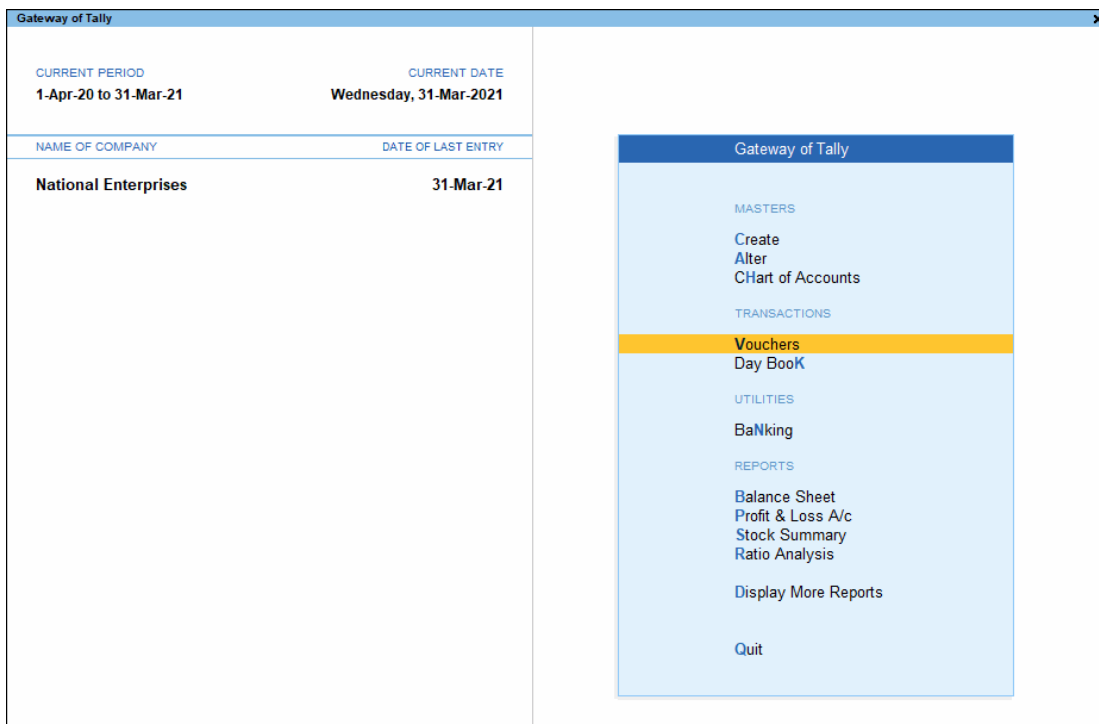 Gateway of Tally
CURRENT PERIOD CURRENT DATE
1-Apr-20 to 31-Mar-21 Wednesday, 31-Mar-2021
NAME OF COMPANY DATE OF LAST ENTRY
National Enterprises 31-Mar-21
Gateway of Tally
MASTERS
Create
Alter
CHart of Accounts
TRANSACTIONS
Vouchers
Day BooK
UTILITIES
BaNking
REPORTS
Balance Sheet
Profit & Loss A/c
Stock Summary
Ratio Analysis
Display More Reports
Quit